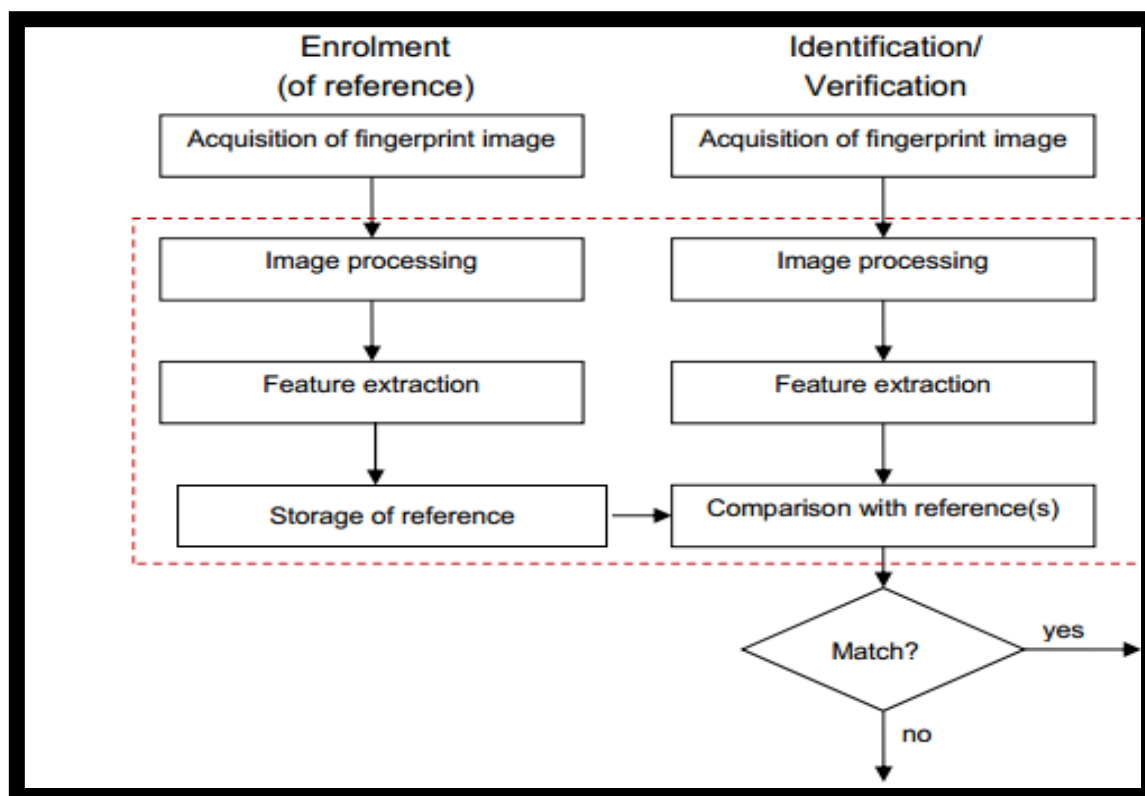 Enrolment
(of reference)
Acquisition of fingerprint image
Image processing
Feature extraction
Storage of reference
Identification/
Verification
Acquisition of fingerprint image
Image processing
Feature extraction
Comparison with reference(s)
Match?
yes
no